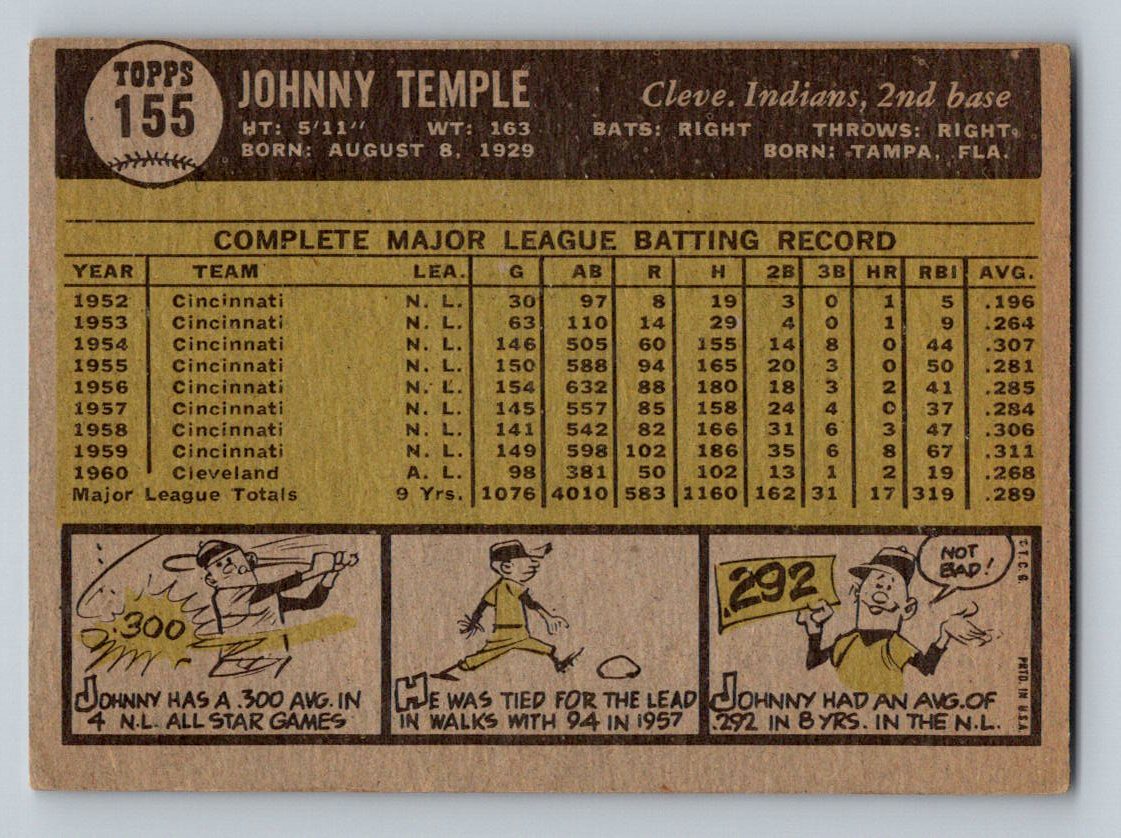 TOPPS
155
JOHNNY TEMPLE
Cleve. Indians, 2nd base
HT: 5'11" WT: 163 BATS: RIGHT THROWS: RIGHT
BORN: AUGUST 8, 1929 BORN: TAMPA, FLA.
COMPLETE MAJOR LEAGUE BATTING RECORD
YEAR TEAM LEA. G AB R H 2B 3B HR RBI AVG.
1952 Cincinnati N. L. 30 97 8 19 3 0 1 5 .196
1953 Cincinnati N. L. 63 110 14 29 4 0 1 9 .264
1954 Cincinnati N. L. 146 505 60 155 14 8 0 44 .307
1955 Cincinnati N. L. 150 588 94 165 20 3 0 50 .281
1956 Cincinnati N. L. 154 632 88 180 18 3 2 41 .285
1957 Cincinnati N. L. 145 557 85 158 24 4 0 37 .284
1958 Cincinnati N. L. 141 542 82 166 31 6 3 47 .306
1959 Cincinnati N. L. 149 598 102 186 35 6 8 67 .311
1960 Cleveland A. L. 98 381 50 102 13 1 2 19 .268
Major League Totals 9 Yrs. 1076 4010 583 1160 162 31 17 319 .289
.300
JOHNNY HAS A .300 AVG. IN
4 N.L. ALL STAR GAMES
HE WAS TIED FOR THE LEAD
IN WALKS WITH 94 IN 1957
.292
NOT
BAD!
JOHNNY HAD AN AVG. OF
.292 IN 8 YRS. IN THE N.L.
© T.C.G.
PRTD. IN U.S.A.